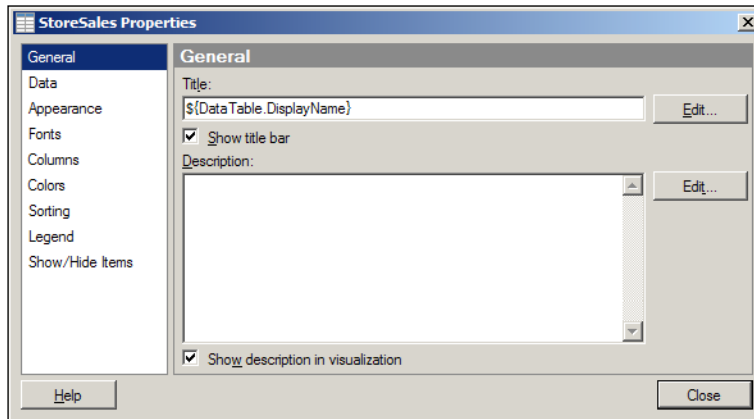 StoreSales Properties
General
Data
Appearance
Fonts
Columns
Colors
Sorting
Legend
Show/Hide Items
General
Title:
${DataTable.DisplayName}
Edit...
Show title bar
Description:
Edit...
Show description in visualization
Help
Close